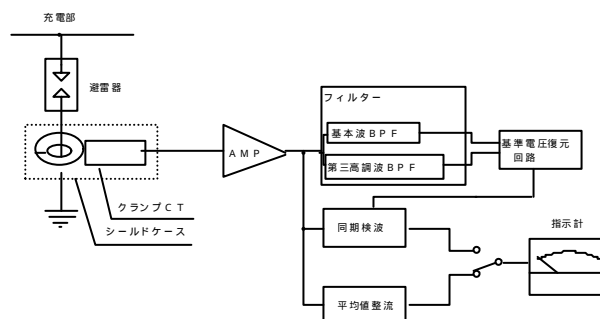 充電部
避雷器
フィルター
基本波BPF
基準電圧復元
回路
AMP
第三高調波BPF
クランプCT
シールドケース
同期検波
指示計
平均値整流